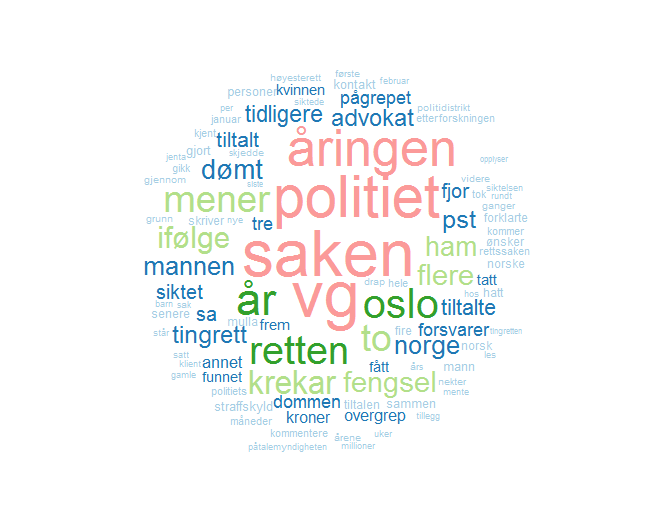 høyesterett første
personer kvinnen kontakt februar
siktede
per pågrepet politidistrikt
januar tidligere advokat etterforskningen
kjent tiltalt åringen
gjort skjedde
jenta dømt opplyser
gikk
gjennom siste politiet videre
mener fjor tok siktelsen
rundt
ganger
grunn skriver nye tre pst forklarte
ifølge saken ham kommer
ønsker
rettssaken
mannen flere norske
drap hele tatt
siktet år vg oslo hos hatt
barn sak
senere sa mulla frem tiltalte
står tingrett retten to fire forsvarer tingretten
norge norsk
satt annet fått års les
klient
gamle funnet krekar fengsel mann
nekter
politiets mente
straffskyld dommen tiltalen sammen
måneder kroner overgrep tillegg
kommentere årene uker
påtalemyndigheten millioner